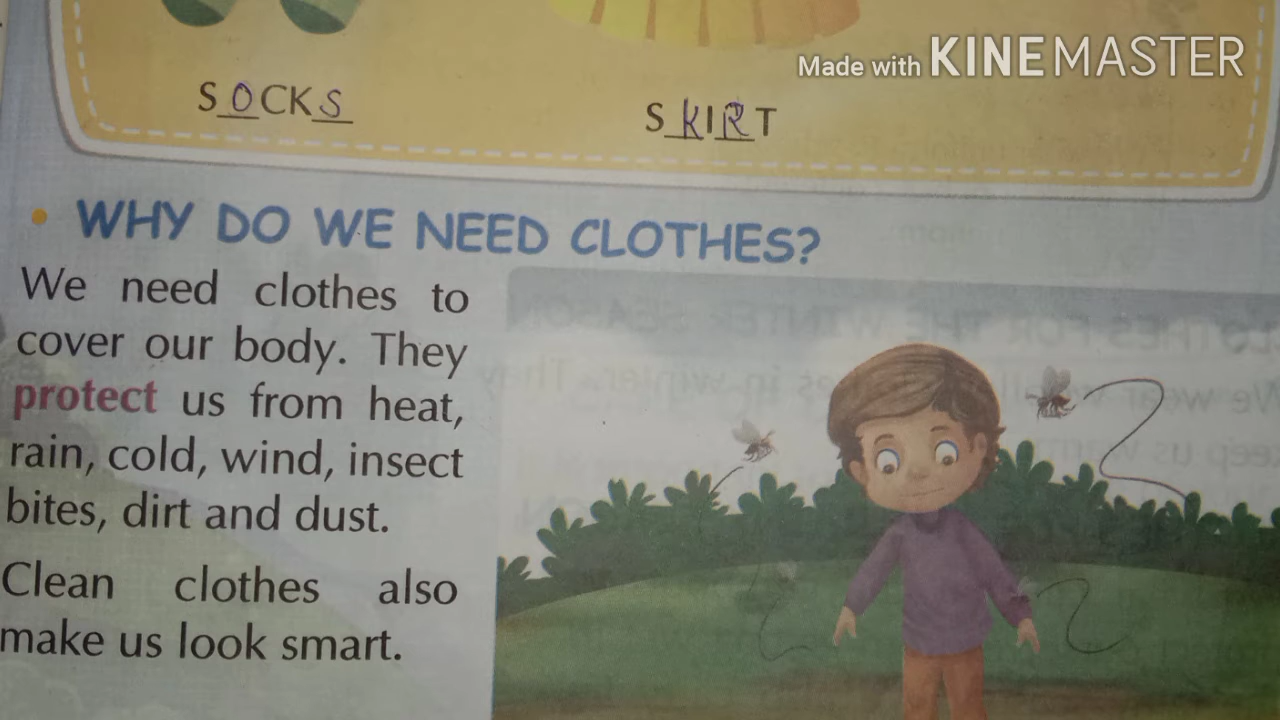 Made with KINEMASTER
SOCKS
SKIRT
• WHY DO WE NEED CLOTHES?
We need clothes to
cover our body. They
protect us from heat,
rain, cold, wind, insect
bites, dirt and dust.
Clean clothes also
make us look smart.